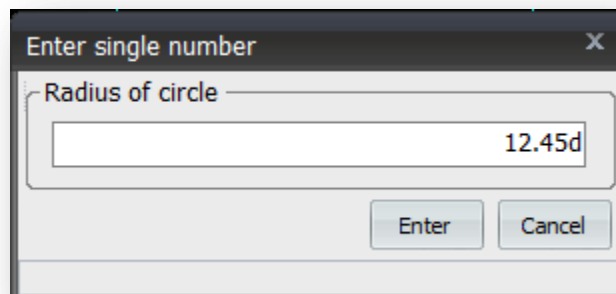 Enter single number x
Radius of circle
12.45d
Enter Cancel